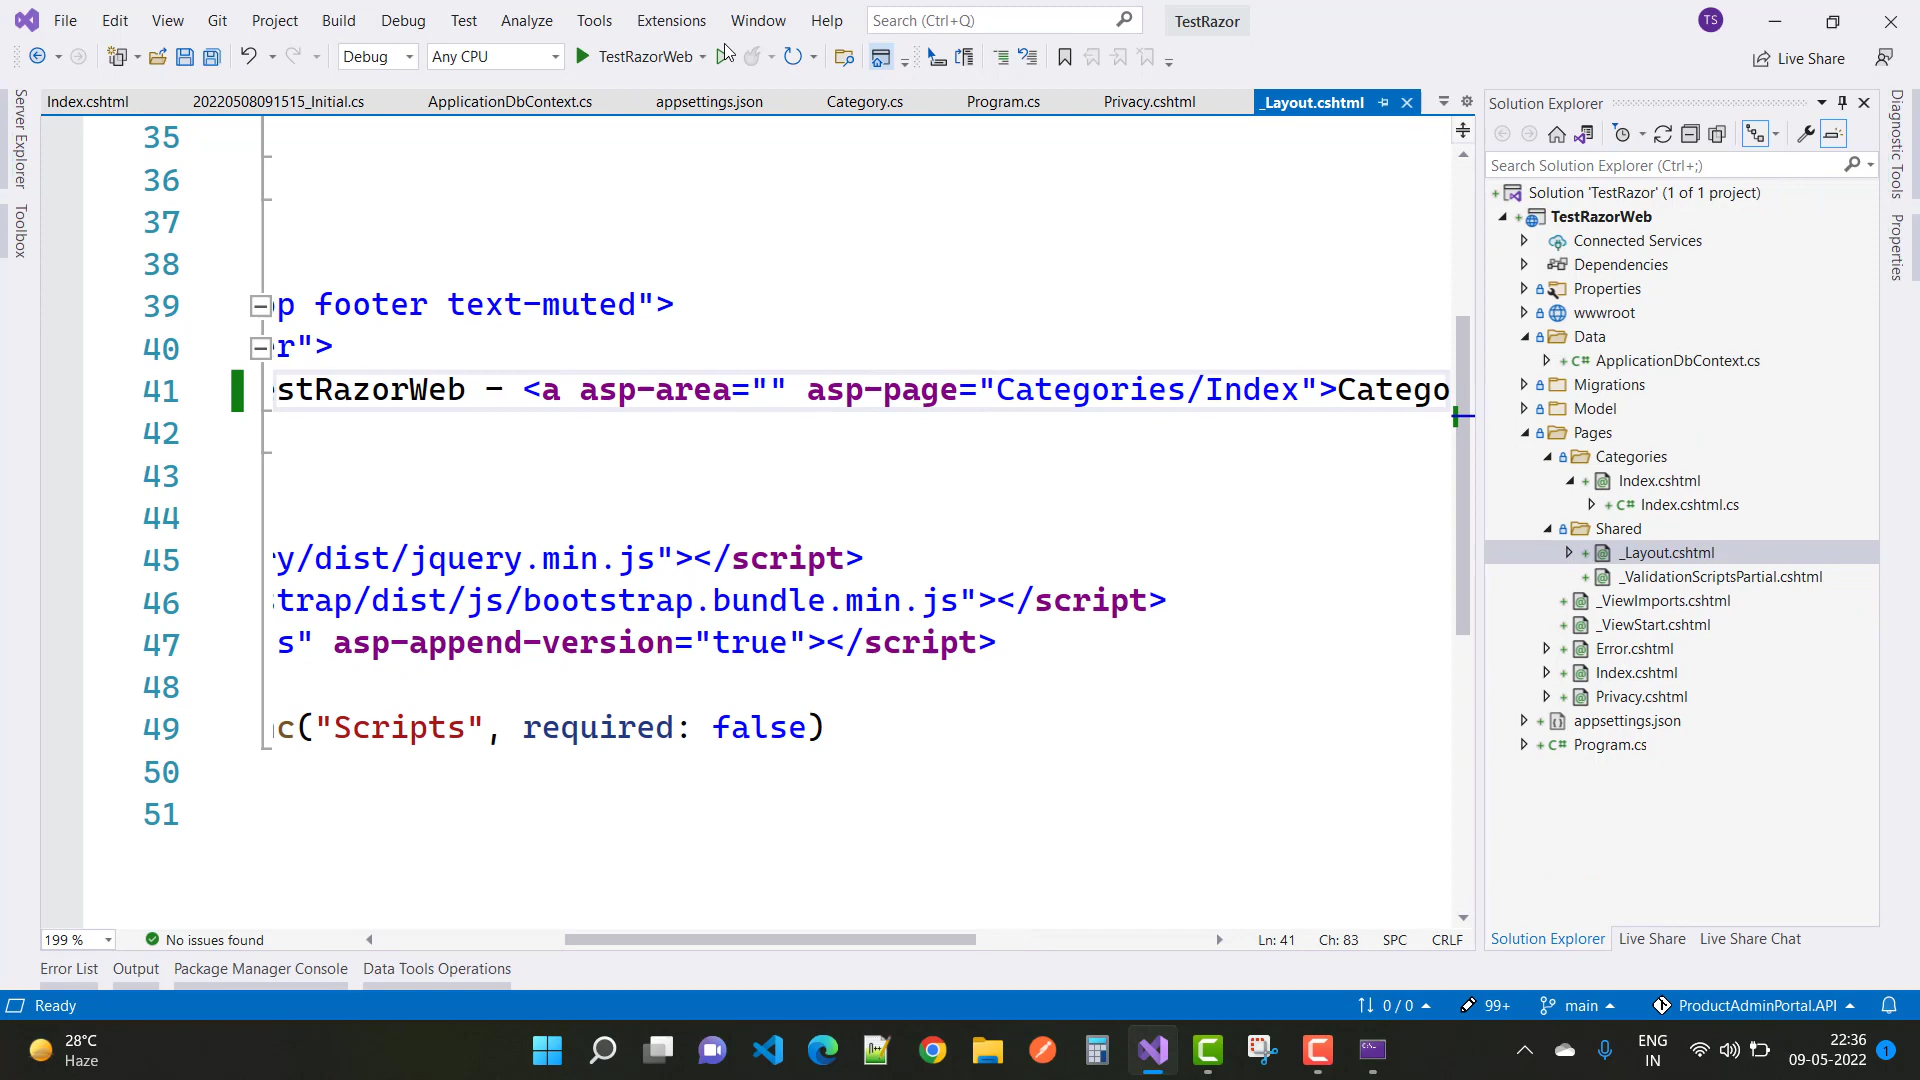 File Edit View Git Project Build Debug Test Analyze Tools Extensions Window Help Search (Ctrl+Q) TestRazor TS
Debug Any CPU TestRazorWeb Live Share
Index.cshtml 20220508091515_Initial.cs ApplicationDbContext.cs appsettings.json Category.cs Program.cs Privacy.cshtml _Layout.cshtml
Server Explorer
Toolbox
35
36
37
38
39 op footer text-muted">
40 er">
41 estRazorWeb - <a asp-area="" asp-page="Categories/Index">Catego
42
43
44
45 ry/dist/jquery.min.js"></script>
46 trap/dist/js/bootstrap.bundle.min.js"></script>
47 s" asp-append-version="true"></script>
48
49 nc("Scripts", required: false)
50
51
199 % No issues found Ln: 41 Ch: 83 SPC CRLF
Solution Explorer
Search Solution Explorer (Ctrl+;)
Solution 'TestRazor' (1 of 1 project)
TestRazorWeb
Connected Services
Dependencies
Properties
wwwroot
Data
C# ApplicationDbContext.cs
Migrations
Model
Pages
Categories
Index.cshtml
C# Index.cshtml.cs
Shared
_Layout.cshtml
_ValidationScriptsPartial.cshtml
_ViewImports.cshtml
_ViewStart.cshtml
Error.cshtml
Index.cshtml
Privacy.cshtml
appsettings.json
C# Program.cs
Solution Explorer Live Share Live Share Chat
Diagnostic Tools
Properties
Error List Output Package Manager Console Data Tools Operations
Ready 0 / 0 99+ main ProductAdminPortal.API
28°C
Haze
ENG
IN
22:36
09-05-2022
1